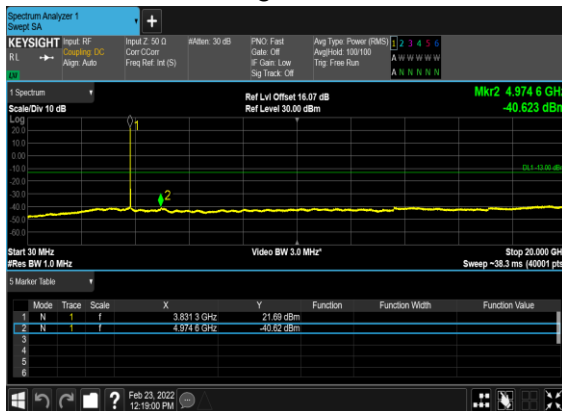 Spectrum Analyzer 1
Swept SA
KEYSIGHT Input: RF Input Z: 50 Ω #Atten: 30 dB PNO: Fast Avg Type: Power (RMS) 1 2 3 4 5 6
RL Coupling: DC Corr CCorr Gate: Off Avg|Hold: 100/100 A W W W W W
Align: Auto Freq Ref: Int (S) IF Gain: Low Trig: Free Run
Sig Track: Off A N N N N N
1 Spectrum Ref Lvl Offset 16.07 dB Mkr2 4.974 6 GHz
Scale/Div 10 dB Ref Level 30.00 dBm -40.623 dBm
Log
20.0 1
10.0
0.00
-10.0 DL1 -13.00 dBm
-20.0
-30.0 2
-40.0
-50.0
-60.0
Start 30 MHz Video BW 3.0 MHz* Stop 20.000 GHz
#Res BW 1.0 MHz Sweep ~38.3 ms (40001 pts)
5 Marker Table
Mode Trace Scale X Y Function Function Width Function Value
1 N 1 f 3.831 3 GHz 21.69 dBm
2 N 1 f 4.974 6 GHz -40.62 dBm
3
4
5
6
Feb 23, 2022
12:19:00 PM